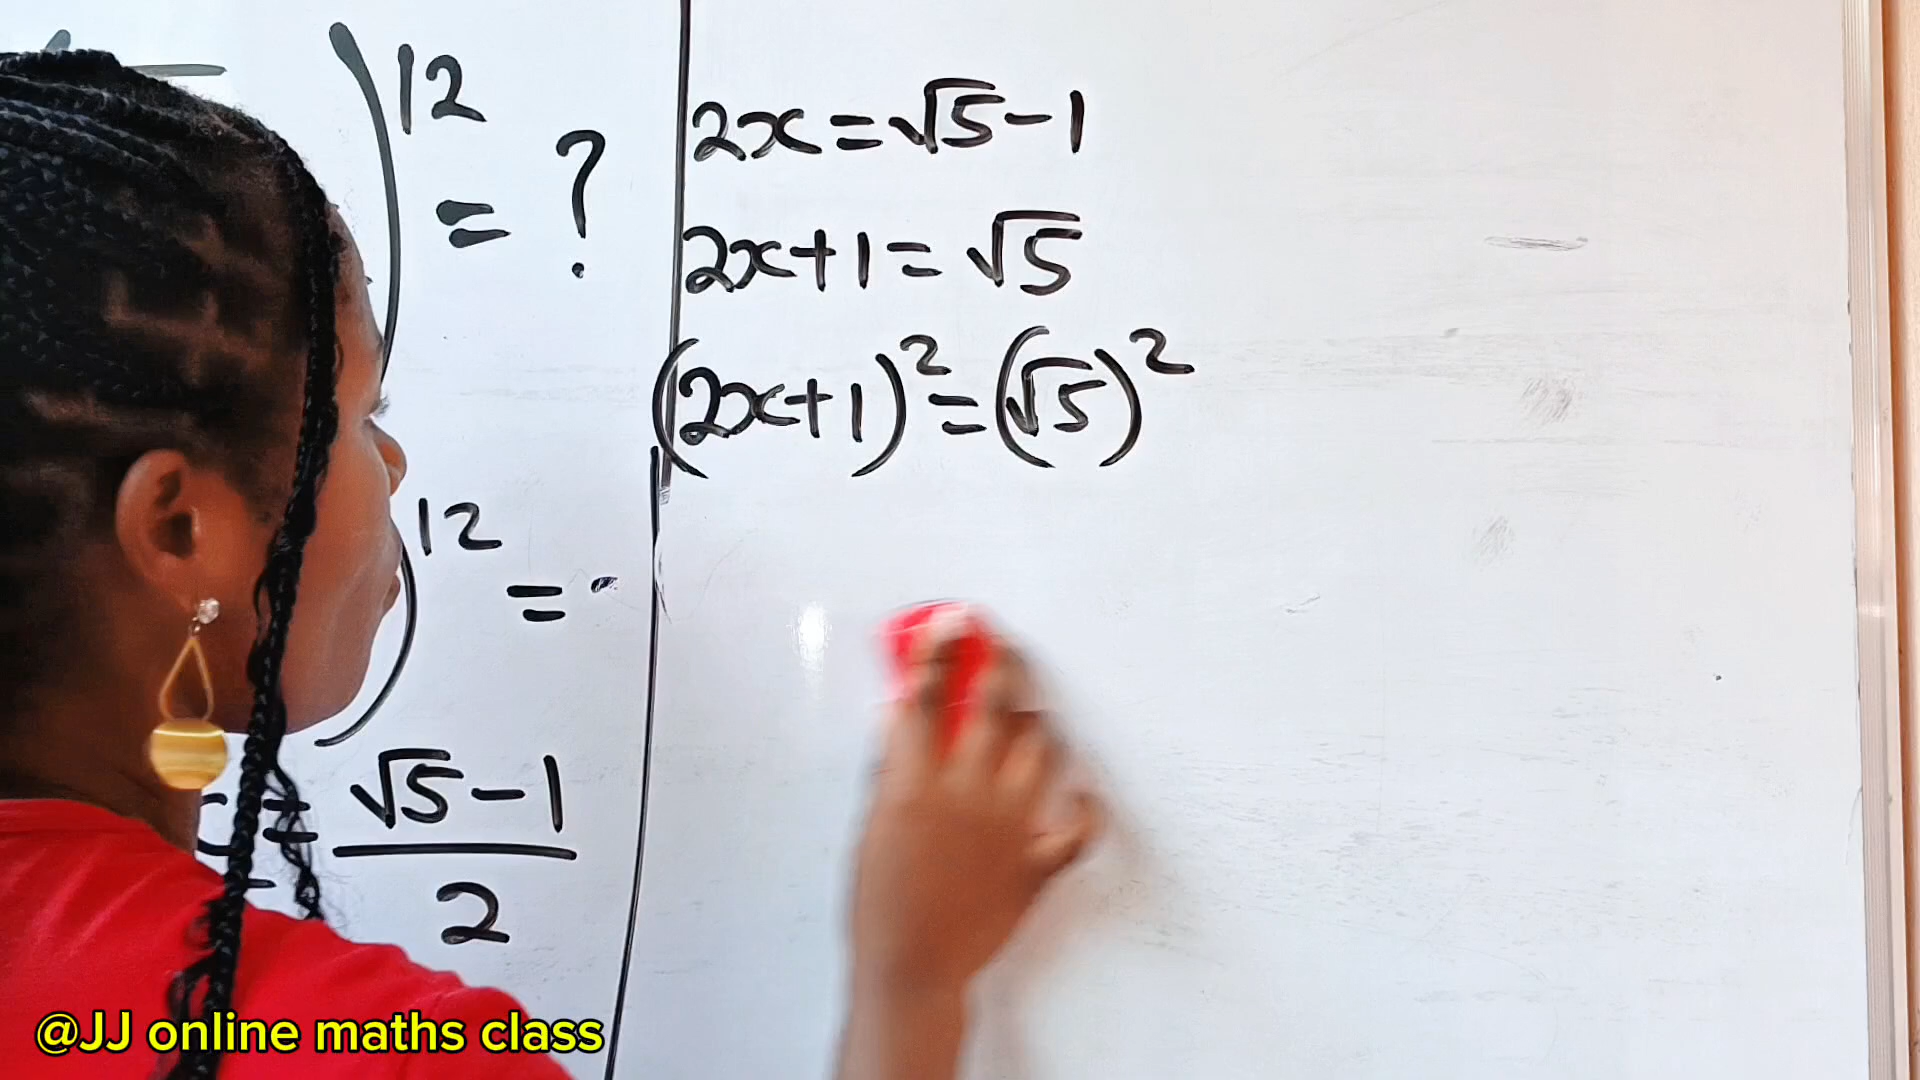 )^12 = ?
)^12 =
x = (√5 - 1)/2
2x = √5 - 1
2x + 1 = √5
(2x + 1)^2 = (√5)^2
@JJ online maths class